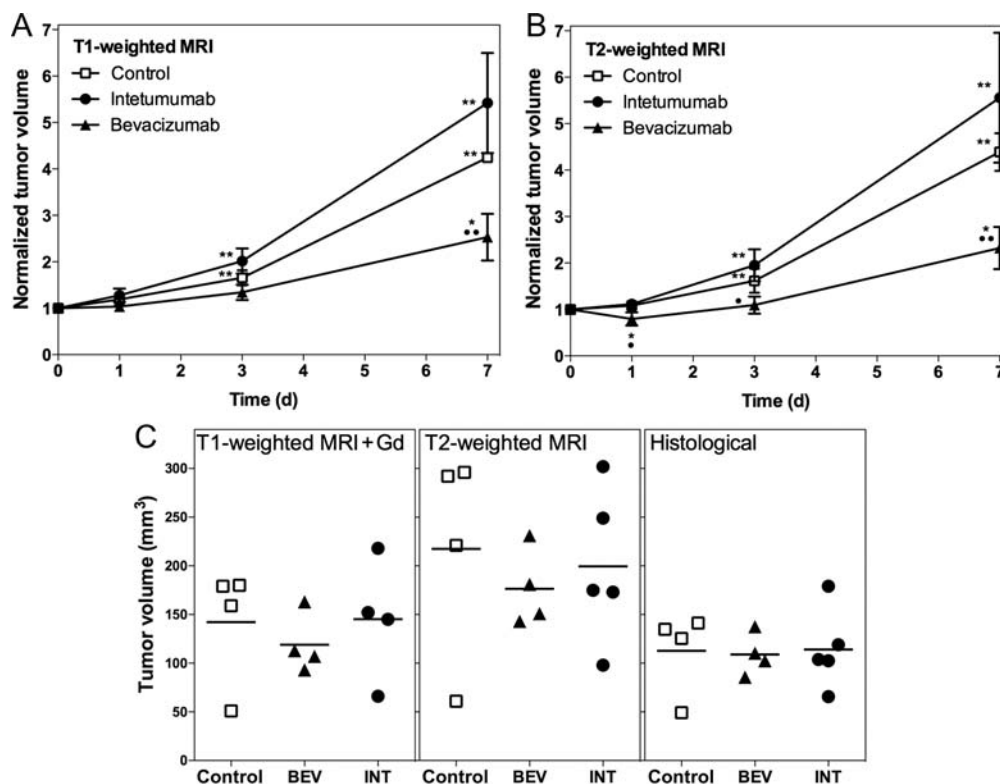 A
T1-weighted MRI
Control
Intetumumab
Bevacizumab
Normalized tumor volume
7
6
5
4
3
2
1
0
**
**
**
**
*
••
0 1 2 3 4 5 6 7
Time (d)
B
T2-weighted MRI
Control
Intetumumab
Bevacizumab
Normalized tumor volume
7
6
5
4
3
2
1
0
**
**
**
**
*
••
•
*
•
0 1 2 3 4 5 6 7
Time (d)
C
T1-weighted MRI + Gd
T2-weighted MRI
Histological
Tumor volume (mm³)
300
250
200
150
100
50
0
Control BEV INT Control BEV INT Control BEV INT